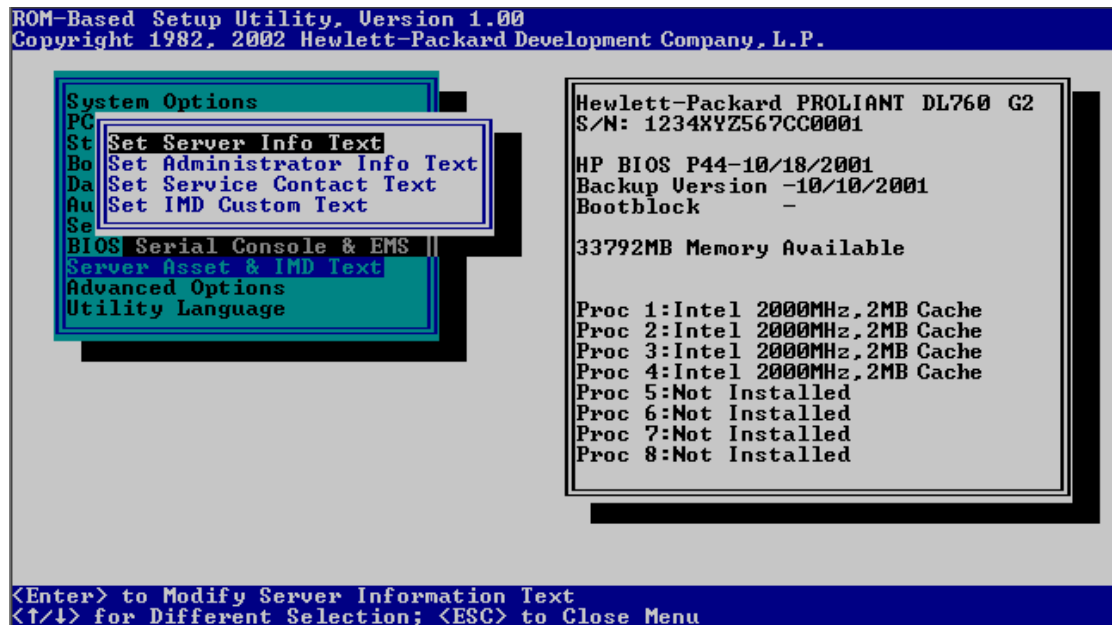 ROM-Based Setup Utility, Version 1.00
Copyright 1982, 2002 Hewlett-Packard Development Company, L.P.
System Options
PC
St
Bo
Da
Au
Se
Set Server Info Text
Set Administrator Info Text
Set Service Contact Text
Set IMD Custom Text
BIOS Serial Console & EMS
Server Asset & IMD Text
Advanced Options
Utility Language
Hewlett-Packard PROLIANT DL760 G2
S/N: 1234XYZ567CC0001
HP BIOS P44-10/18/2001
Backup Version -10/10/2001
Bootblock -
33792MB Memory Available
Proc 1:Intel 2000MHz,2MB Cache
Proc 2:Intel 2000MHz,2MB Cache
Proc 3:Intel 2000MHz,2MB Cache
Proc 4:Intel 2000MHz,2MB Cache
Proc 5:Not Installed
Proc 6:Not Installed
Proc 7:Not Installed
Proc 8:Not Installed
<Enter> to Modify Server Information Text
<↑/↓> for Different Selection; <ESC> to Close Menu